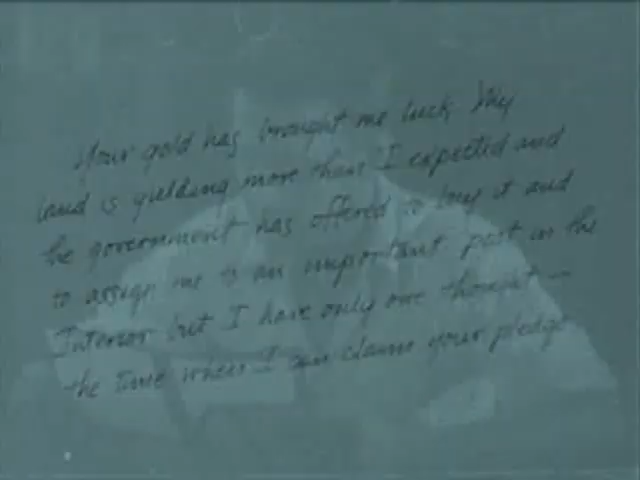 Your gold has brought me luck. My
land is yielding more than I expected and
the government has offered to buy it and
to assign me to an important post in the
Interior but I have only one thought —
the time when I can claim your pledge